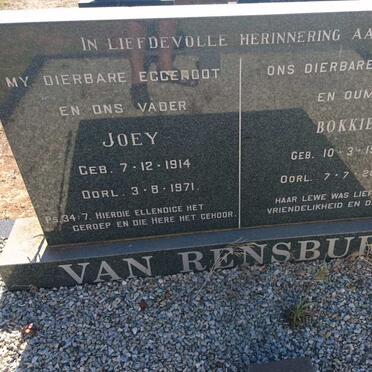 IN LIEFDEVOLLE HERINNERING AA
MY DIERBARE EGGENOOT
EN ONS VADER
JOEY
GEB. 7-12-1914
OORL. 3-8-1971.
PS.34:7. HIERDIE ELLENDIGE HET
GEROEP EN DIE HERE HET GEHOOR.
ONS DIERBARE
EN OUM
BOKKIE
GEB. 10-3-19
OORL. 7-7-20
HAAR LEWE WAS LIEF
VRIENDELIKHEID EN D
VAN RENSBUR